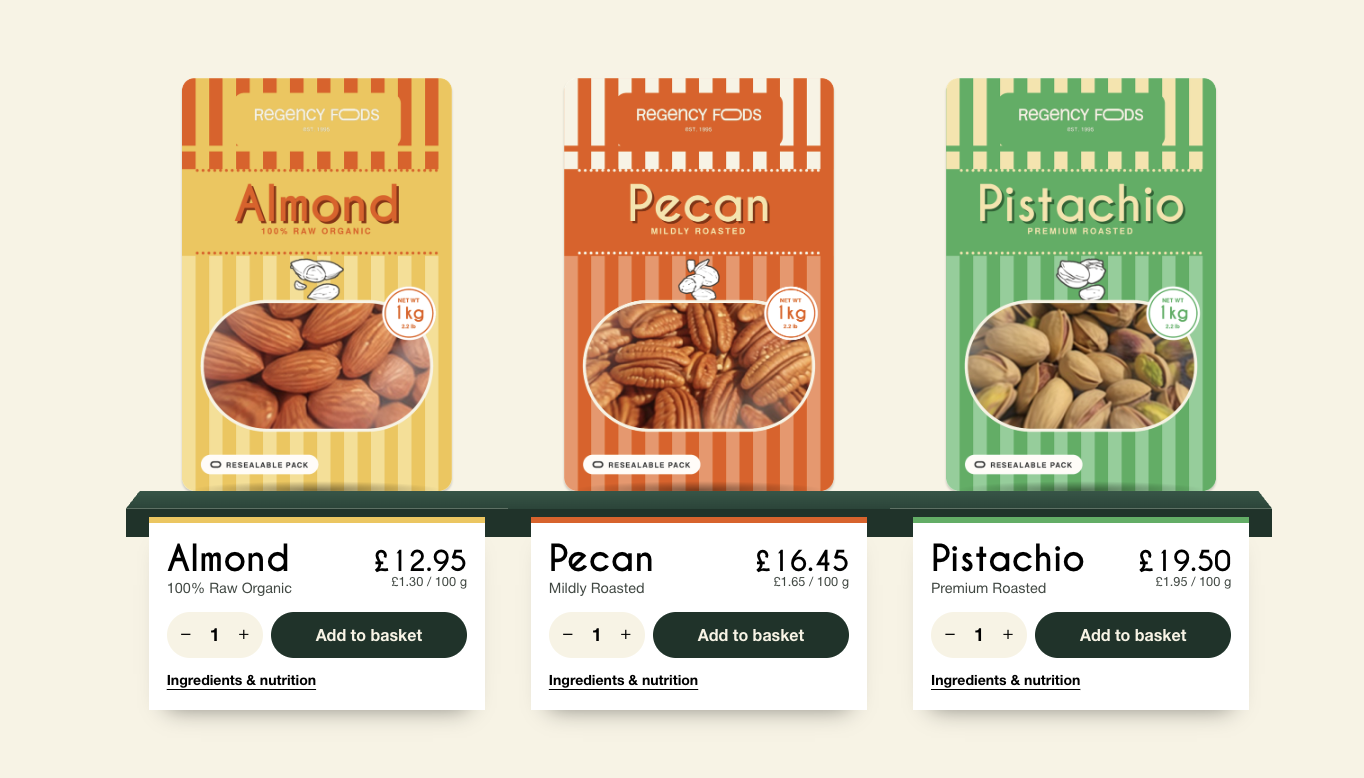 REGENCY FOODS
EST. 1995
Almond
100% RAW ORGANIC
NET WT
1kg
2.2 lb
RESEALABLE PACK
REGENCY FOODS
EST. 1995
Pecan
MILDLY ROASTED
NET WT
1kg
2.2 lb
RESEALABLE PACK
REGENCY FOODS
EST. 1995
Pistachio
PREMIUM ROASTED
NET WT
1kg
2.2 lb
RESEALABLE PACK
Almond
£12.95
100% Raw Organic
£1.30 / 100 g
− 1 +
Add to basket
Ingredients & nutrition
Pecan
£16.45
Mildly Roasted
£1.65 / 100 g
− 1 +
Add to basket
Ingredients & nutrition
Pistachio
£19.50
Premium Roasted
£1.95 / 100 g
− 1 +
Add to basket
Ingredients & nutrition